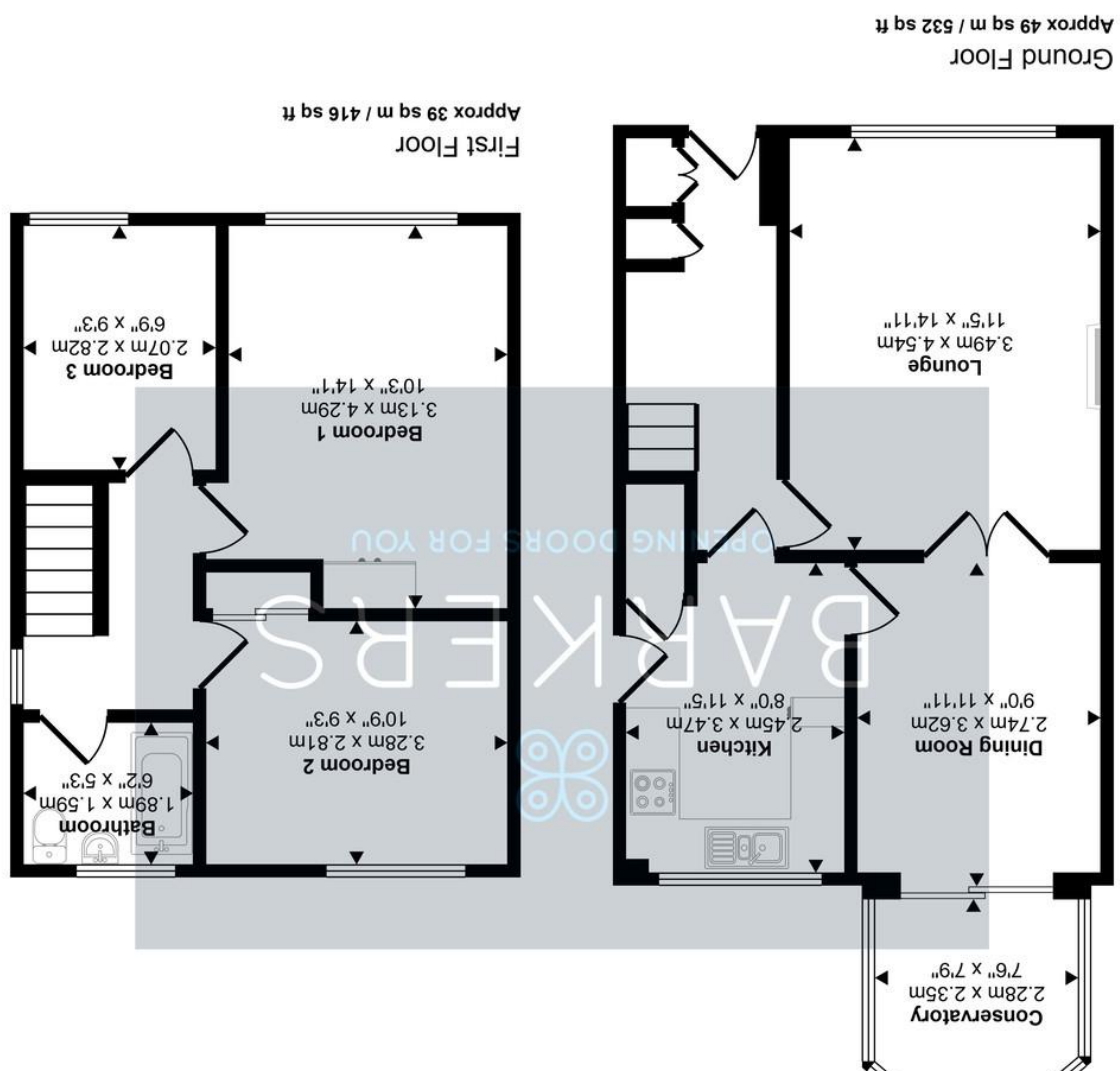 Conservatory
2.28m x 2.35m
7'6" x 7'9"
Dining Room
2.74m x 3.62m
9'0" x 11'11"
Kitchen
2.45m x 3.47m
8'0" x 11'5"
Lounge
3.49m x 4.54m
11'5" x 14'11"
Ground Floor
Approx 49 sq m / 532 sq ft
Bathroom
1.89m x 1.59m
6'2" x 5'3"
Bedroom 2
3.28m x 2.81m
10'9" x 9'3"
Bedroom 1
3.13m x 4.29m
10'3" x 14'1"
Bedroom 3
2.07m x 2.82m
6'9" x 9'3"
First Floor
Approx 39 sq m / 416 sq ft
BARKERS
OPENING DOORS FOR YOU